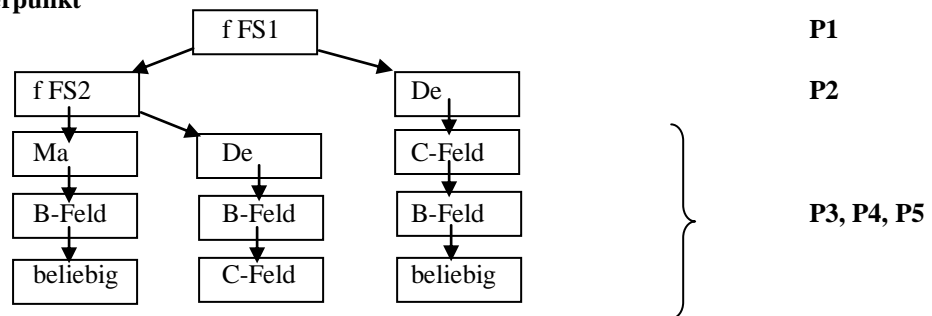 f FS1 P1
f FS2 De P2
Ma De C-Feld
B-Feld B-Feld B-Feld P3, P4, P5
beliebig C-Feld beliebig